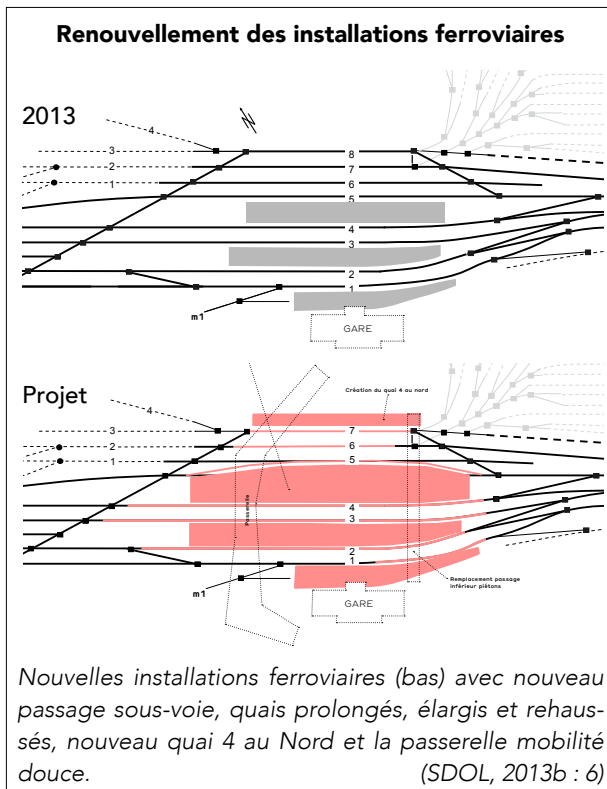 Renouvellement des installations ferroviaires
2013
4
3
2
1
8
7
6
5
4
3
2
1
m1
GARE
Projet
Création du quai 4 au nord
4
3
2
1
7
6
5
Passerelle
4
3
2
1
m1
GARE
Remplacement passage
inférieur piétons
Nouvelles installations ferroviaires (bas) avec nouveau
passage sous-voie, quais prolongés, élargis et rehaus-
sés, nouveau quai 4 au Nord et la passerelle mobilité
douce. (SDOL, 2013b : 6)